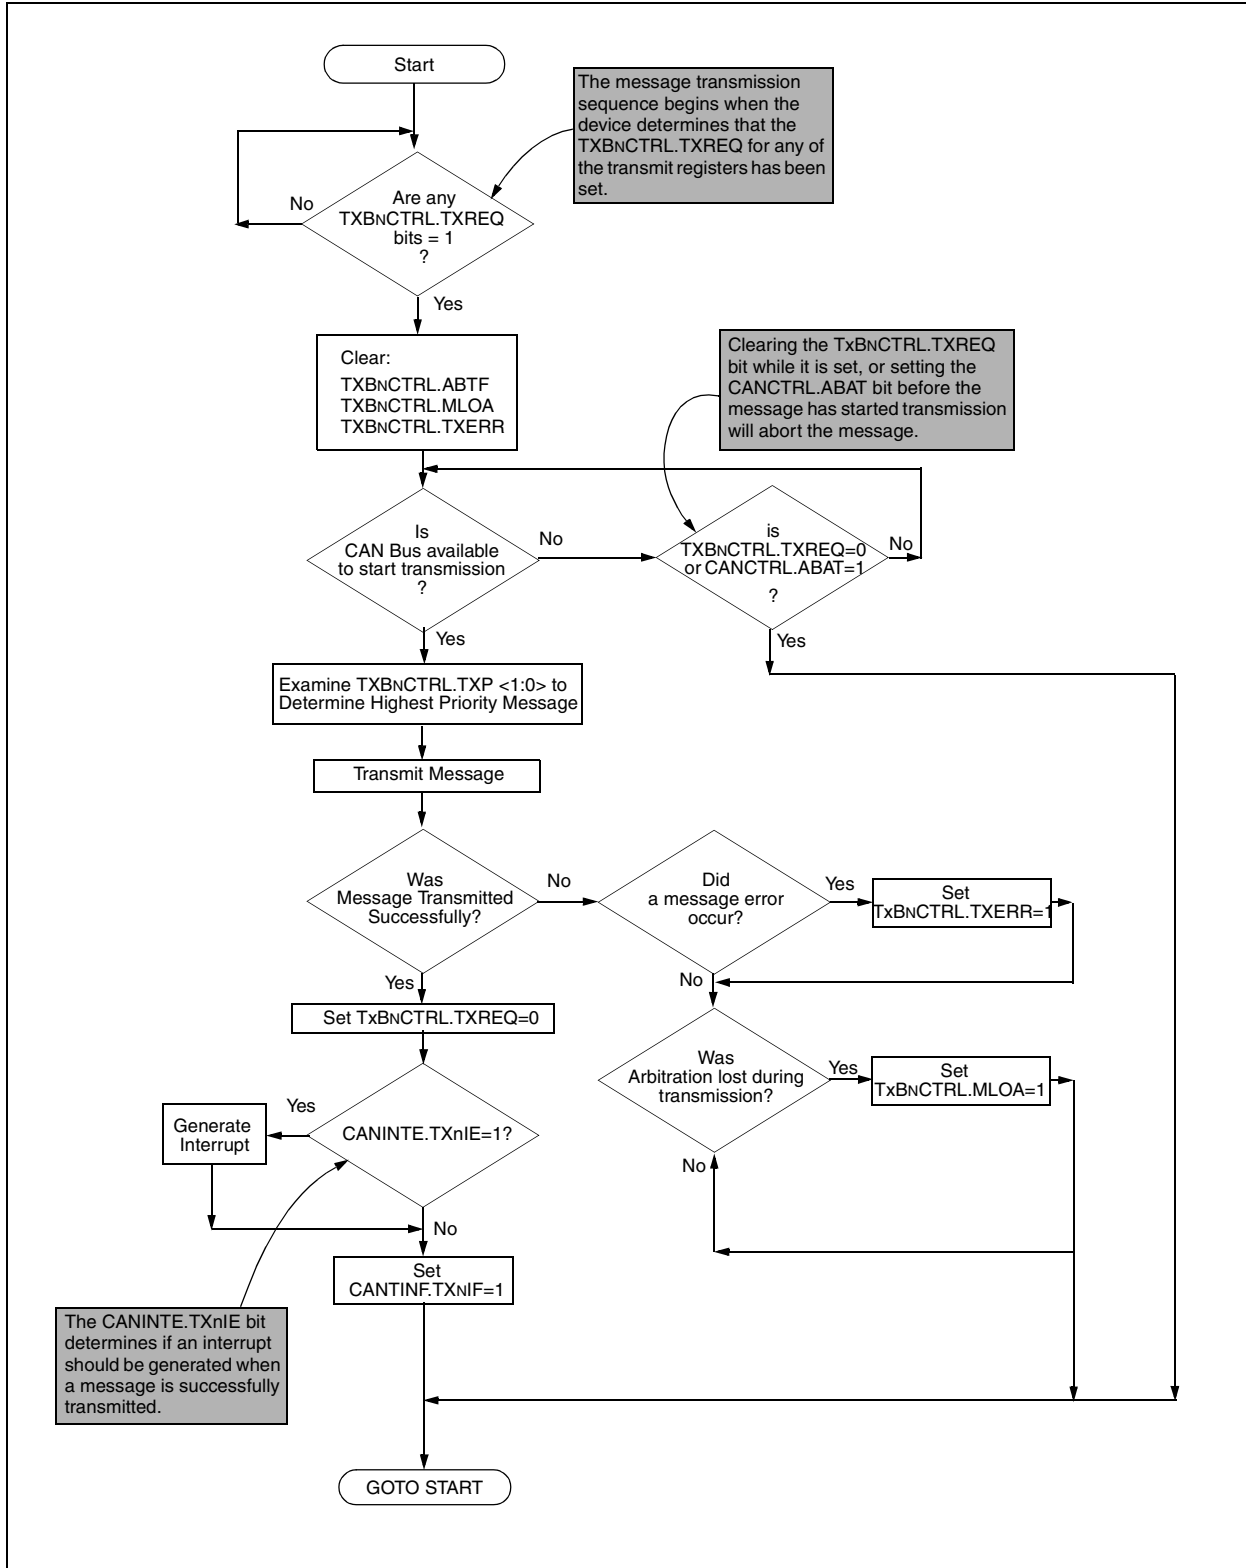 Start
The message transmission
sequence begins when the
device determines that the
TXBNCTRL.TXREQ for any of
the transmit registers has been
set.
No
Are any
TXBNCTRL.TXREQ
bits = 1
?
Yes
Clear:
TXBNCTRL.ABTF
TXBNCTRL.MLOA
TXBNCTRL.TXERR
Clearing the TxBNCTRL.TXREQ
bit while it is set, or setting the
CANCTRL.ABAT bit before the
message has started transmission
will abort the message.
Is
CAN Bus available
to start transmission
?
No
is
TXBNCTRL.TXREQ=0
or CANCTRL.ABAT=1
?
No
Yes
Yes
Examine TXBNCTRL.TXP <1:0> to
Determine Highest Priority Message
Transmit Message
Was
Message Transmitted
Successfully?
No
Did
a message error
occur?
Yes
Set
TxBNCTRL.TXERR=1
Yes
No
Set TxBNCTRL.TXREQ=0
Was
Arbitration lost during
transmission?
Yes
Set
TxBNCTRL.MLOA=1
Yes
Generate
Interrupt
CANINTE.TXnIE=1?
No
No
Set
CANTINF.TXNIF=1
The CANINTE.TXnIE bit
determines if an interrupt
should be generated when
a message is successfully
transmitted.
GOTO START